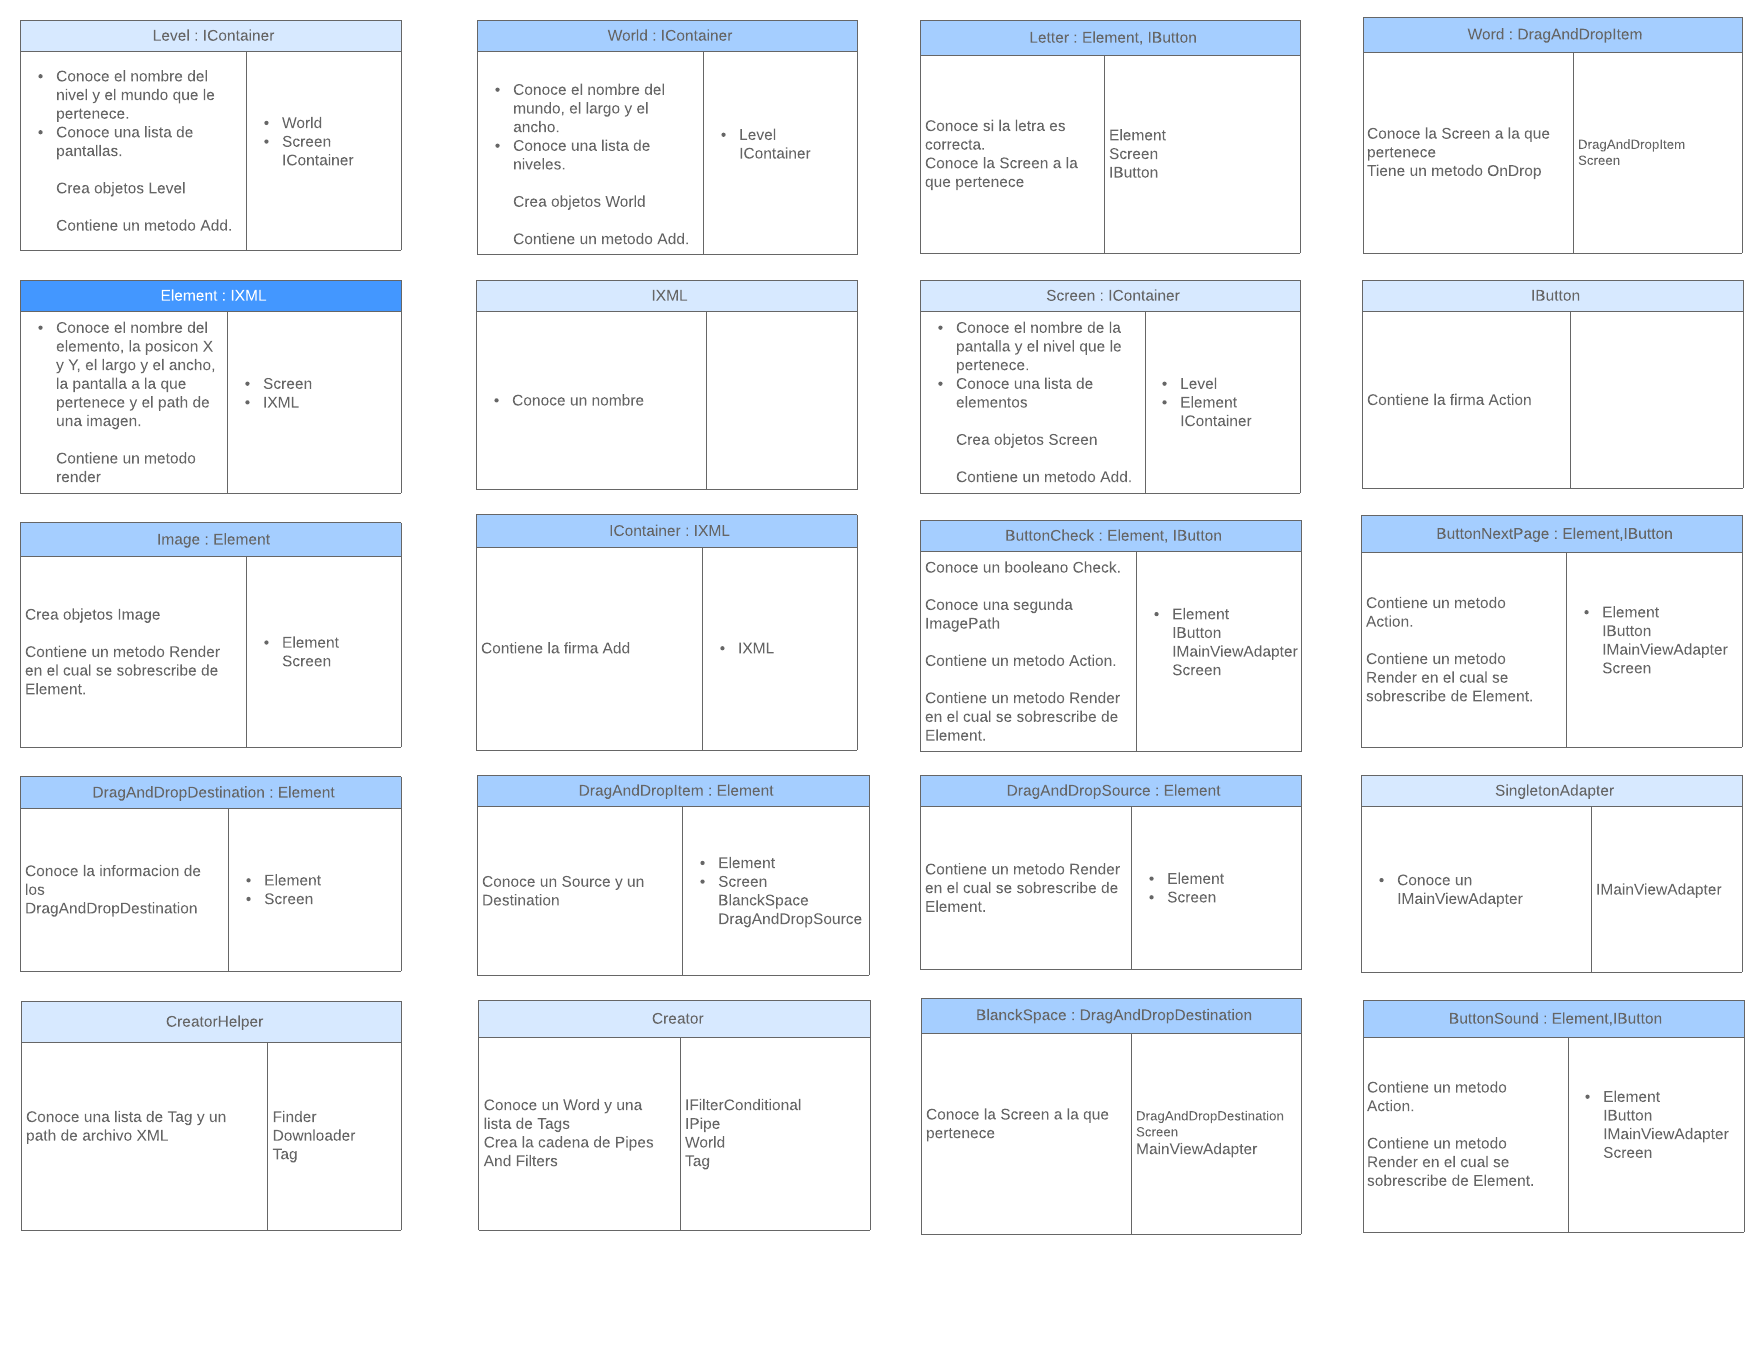 Level : IContainer
• Conoce el nombre del
nivel y el mundo que le
pertenece.
• Conoce una lista de
pantallas.
Crea objetos Level
Contiene un metodo Add.
• World
• Screen
IContainer
World : IContainer
• Conoce el nombre del
mundo, el largo y el
ancho.
• Conoce una lista de
niveles.
Crea objetos World
Contiene un metodo Add.
• Level
IContainer
Letter : Element, IButton
Conoce si la letra es
correcta.
Conoce la Screen a la
que pertenece
Element
Screen
IButton
Word : DragAndDropItem
Conoce la Screen a la que
pertenece
Tiene un metodo OnDrop
DragAndDropItem
Screen
Element : IXML
• Conoce el nombre del
elemento, la posicon X
y Y, el largo y el ancho,
la pantalla a la que
pertenece y el path de
una imagen.
Contiene un metodo
render
• Screen
• IXML
IXML
• Conoce un nombre
Screen : IContainer
• Conoce el nombre de la
pantalla y el nivel que le
pertenece.
• Conoce una lista de
elementos
Crea objetos Screen
Contiene un metodo Add.
• Level
• Element
IContainer
IButton
Contiene la firma Action
Image : Element
Crea objetos Image
Contiene un metodo Render
en el cual se sobrescribe de
Element.
• Element
Screen
IContainer : IXML
Contiene la firma Add
• IXML
ButtonCheck : Element, IButton
Conoce un booleano Check.
Conoce una segunda
ImagePath
Contiene un metodo Action.
Contiene un metodo Render
en el cual se sobrescribe de
Element.
• Element
IButton
IMainViewAdapter
Screen
ButtonNextPage : Element,IButton
Contiene un metodo
Action.
Contiene un metodo
Render en el cual se
sobrescribe de Element.
• Element
IButton
IMainViewAdapter
Screen
DragAndDropDestination : Element
Conoce la informacion de
los
DragAndDropDestination
• Element
• Screen
DragAndDropItem : Element
Conoce un Source y un
Destination
• Element
• Screen
BlanckSpace
DragAndDropSource
DragAndDropSource : Element
Contiene un metodo Render
en el cual se sobrescribe de
Element.
• Element
• Screen
SingletonAdapter
• Conoce un
IMainViewAdapter
IMainViewAdapter
CreatorHelper
Conoce una lista de Tag y un
path de archivo XML
Finder
Downloader
Tag
Creator
Conoce un Word y una
lista de Tags
Crea la cadena de Pipes
And Filters
IFilterConditional
IPipe
World
Tag
BlanckSpace : DragAndDropDestination
Conoce la Screen a la que
pertenece
DragAndDropDestination
Screen
MainViewAdapter
ButtonSound : Element,IButton
Contiene un metodo
Action.
Contiene un metodo
Render en el cual se
sobrescribe de Element.
• Element
IButton
IMainViewAdapter
Screen